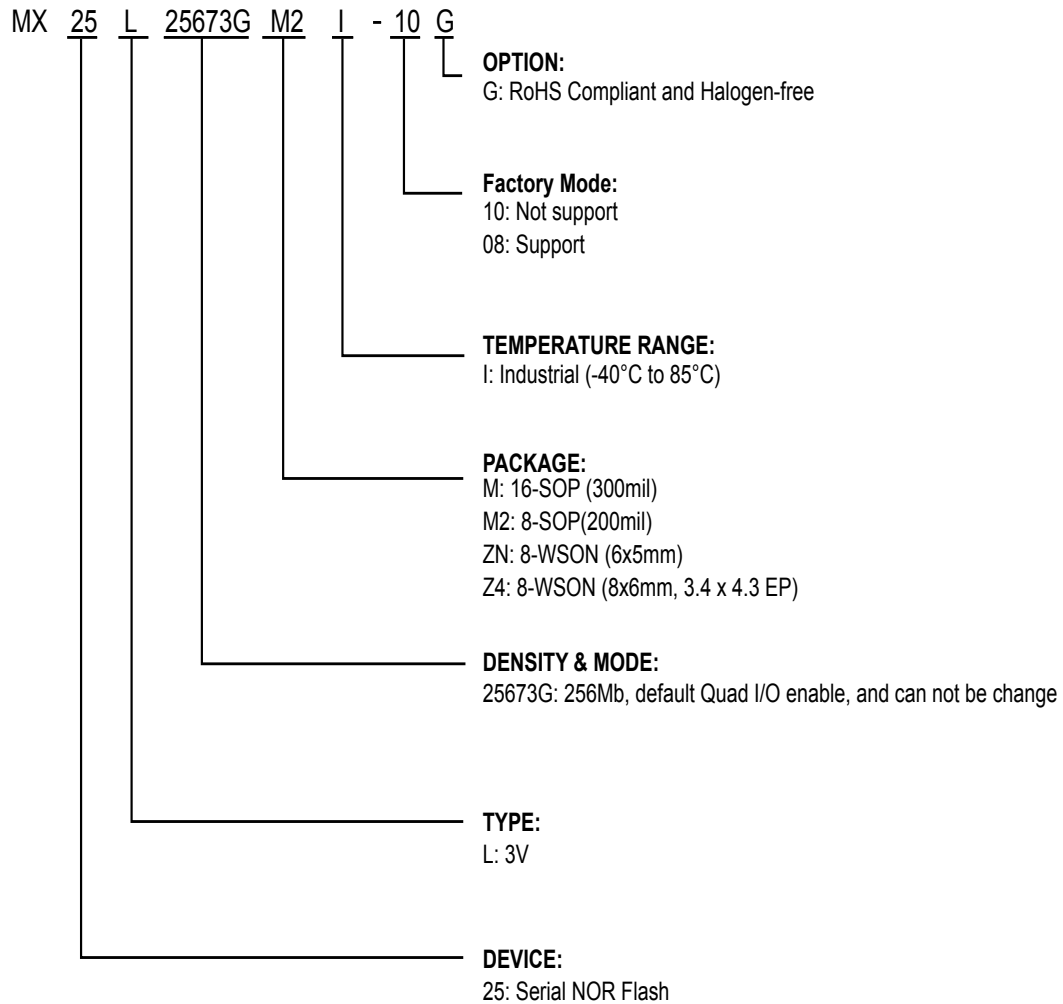 MX 25 L 25673G M2 I - 10 G
OPTION:
G: RoHS Compliant and Halogen-free
Factory Mode:
10: Not support
08: Support
TEMPERATURE RANGE:
I: Industrial (-40°C to 85°C)
PACKAGE:
M: 16-SOP (300mil)
M2: 8-SOP(200mil)
ZN: 8-WSON (6x5mm)
Z4: 8-WSON (8x6mm, 3.4 x 4.3 EP)
DENSITY & MODE:
25673G: 256Mb, default Quad I/O enable, and can not be change
TYPE:
L: 3V
DEVICE:
25: Serial NOR Flash